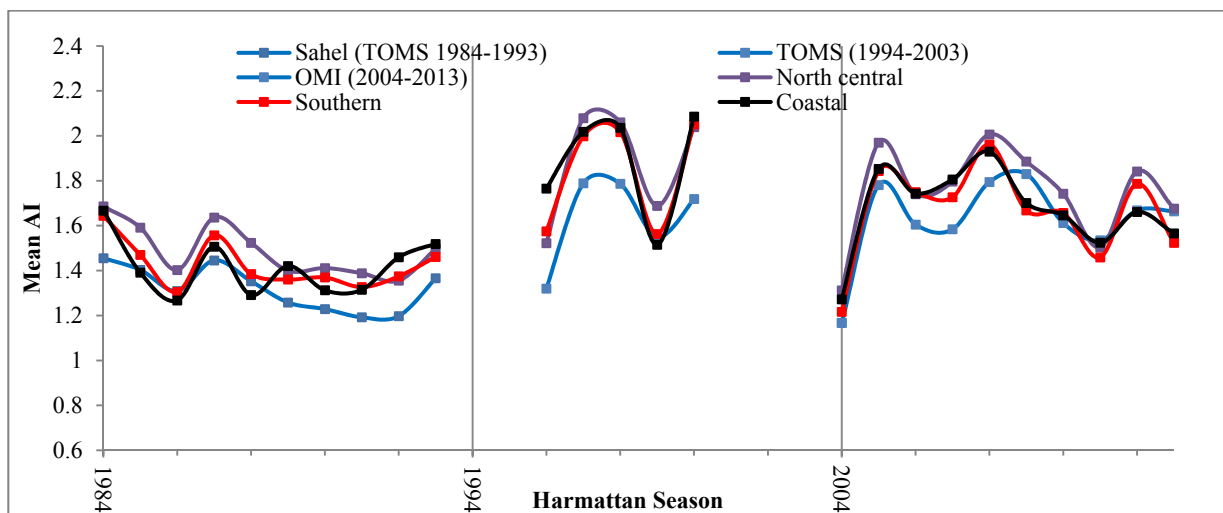 2.4
2.2
2
1.8
1.6
1.4
1.2
1
0.8
0.6
Mean AI
Sahel (TOMS 1984-1993)
TOMS (1994-2003)
OMI (2004-2013)
North central
Southern
Coastal
1984
1994
2004
Harmattan Season